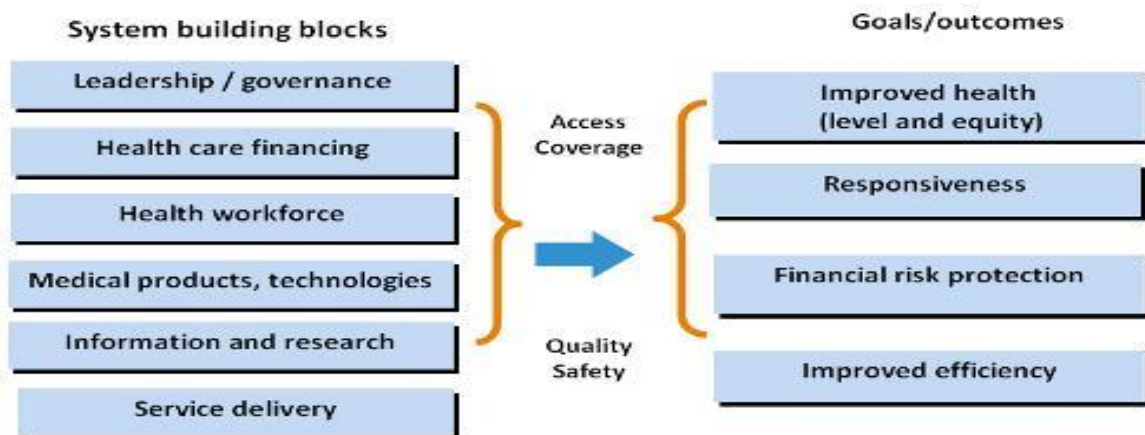 System building blocks
Leadership / governance
Health care financing
Health workforce
Medical products, technologies
Information and research
Service delivery
Access
Coverage
Quality
Safety
Goals/outcomes
Improved health
(level and equity)
Responsiveness
Financial risk protection
Improved efficiency